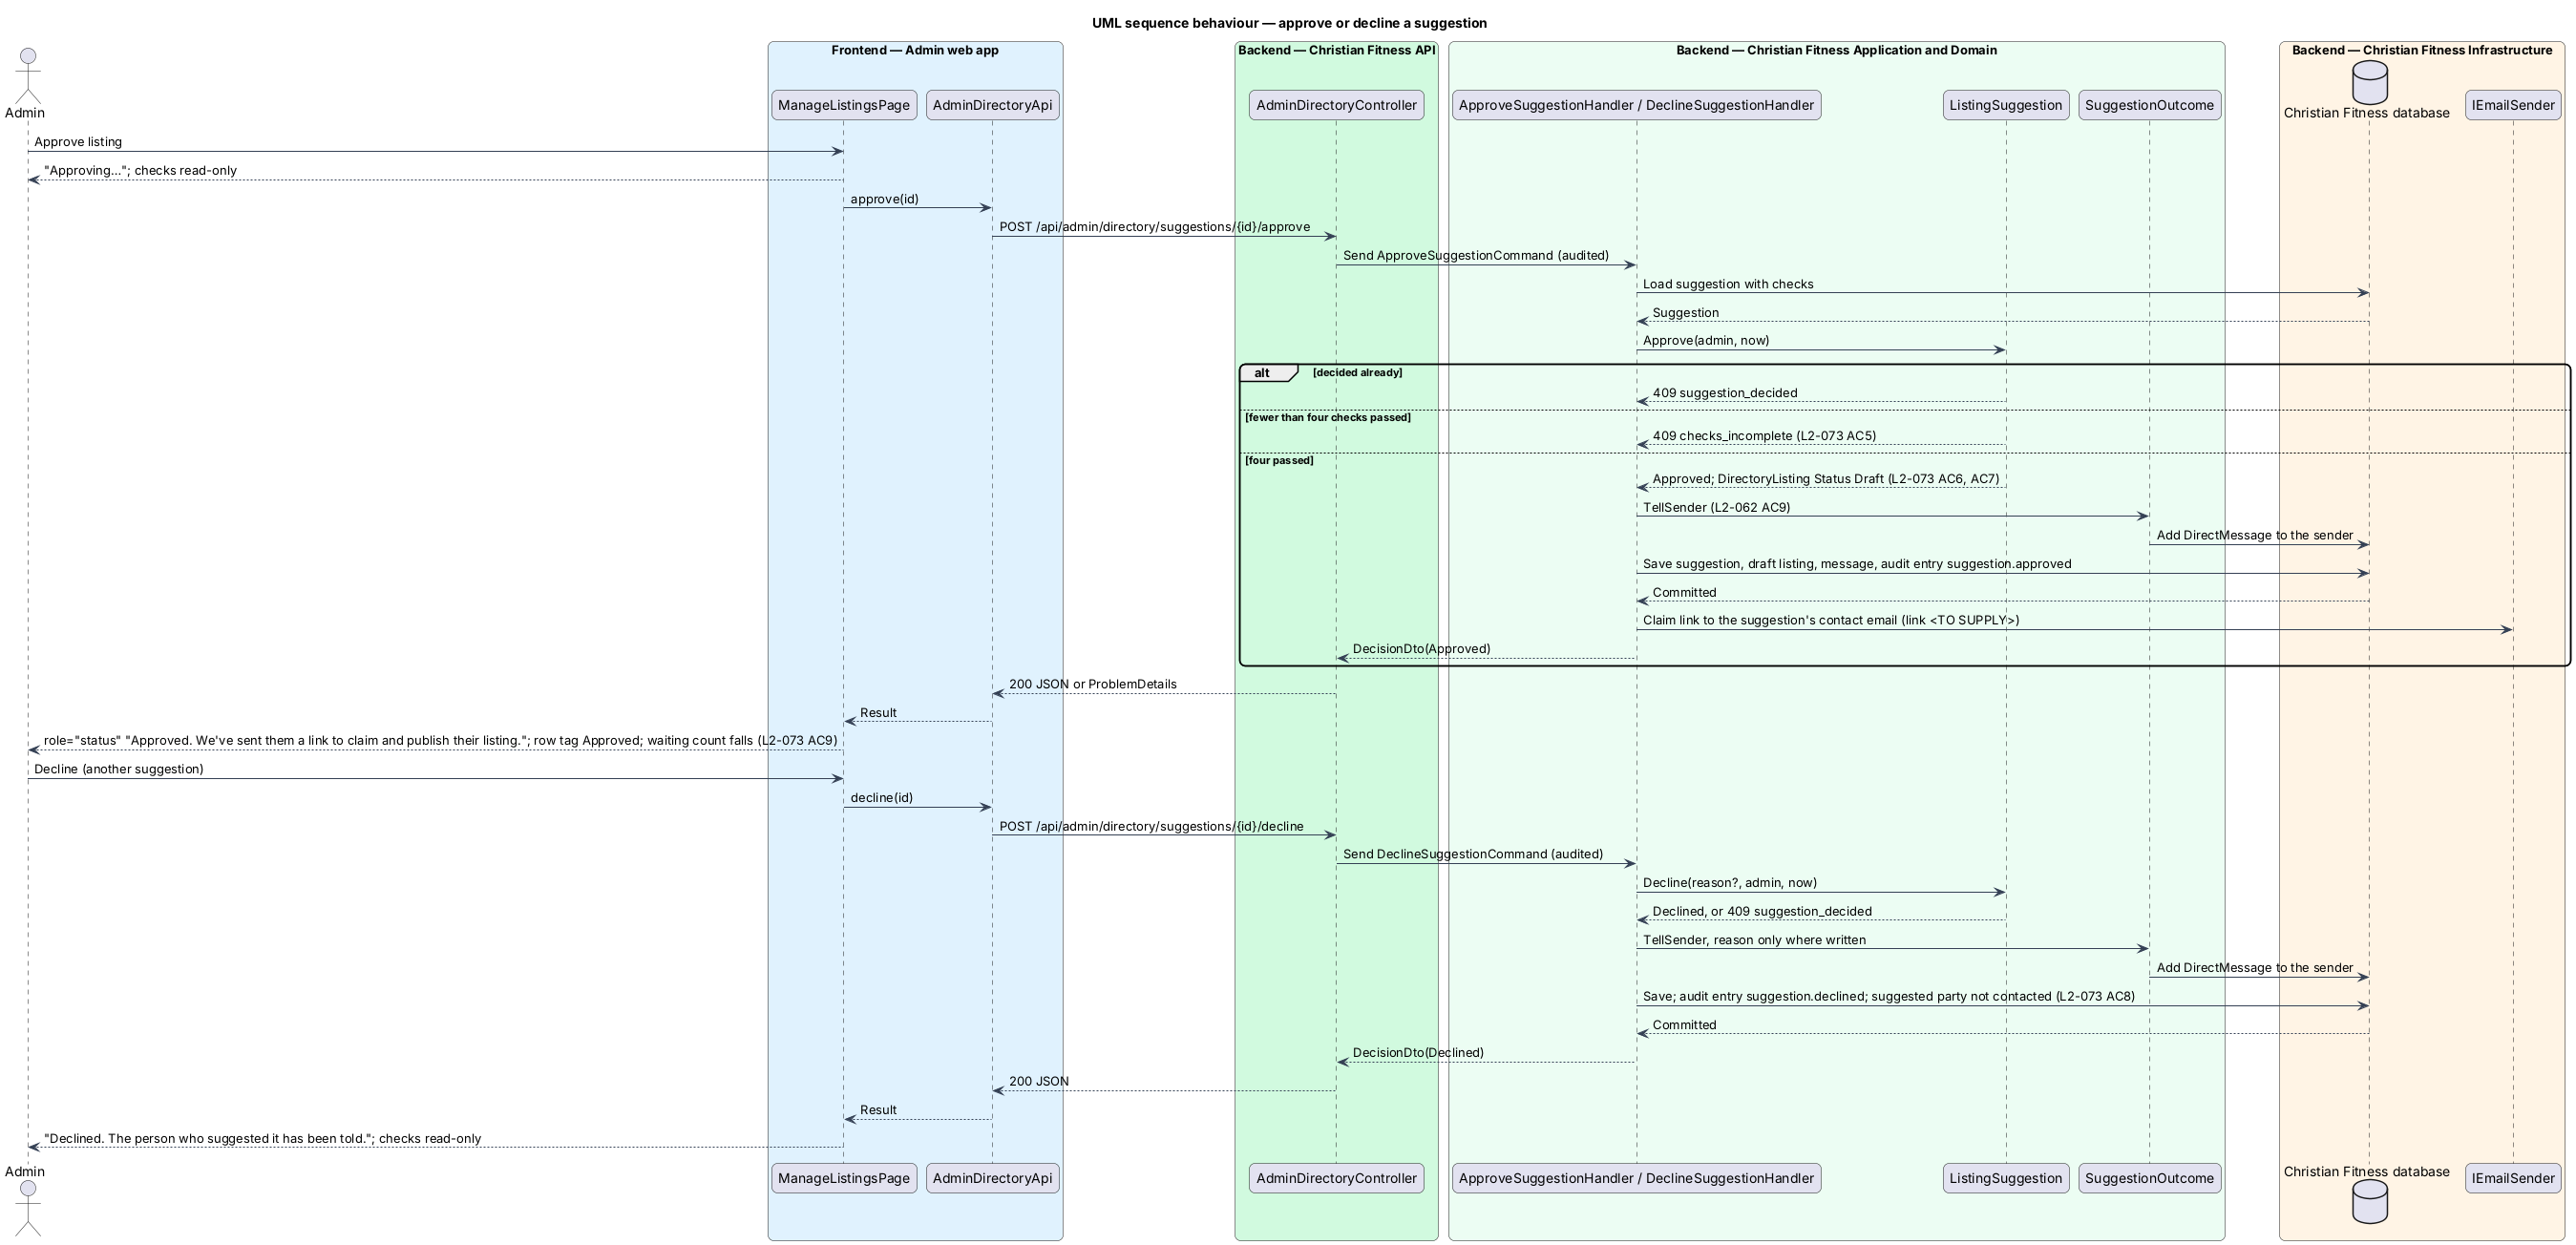 UML sequence behaviour — approve or decline a suggestion
Frontend — Admin web app
Backend — Christian Fitness API
Backend — Christian Fitness Application and Domain
Backend — Christian Fitness Infrastructure
Admin
ManageListingsPage
AdminDirectoryApi
AdminDirectoryController
ApproveSuggestionHandler / DeclineSuggestionHandler
ListingSuggestion
SuggestionOutcome
Christian Fitness database
IEmailSender
Approve listing
"Approving..."; checks read-only
approve(id)
POST /api/admin/directory/suggestions/{id}/approve
Send ApproveSuggestionCommand (audited)
Load suggestion with checks
Suggestion
Approve(admin, now)
alt
[decided already]
409 suggestion_decided
[fewer than four checks passed]
409 checks_incomplete (L2-073 AC5)
[four passed]
Approved; DirectoryListing Status Draft (L2-073 AC6, AC7)
TellSender (L2-062 AC9)
Add DirectMessage to the sender
Save suggestion, draft listing, message, audit entry suggestion.approved
Committed
Claim link to the suggestion's contact email (link <TO SUPPLY>)
DecisionDto(Approved)
200 JSON or ProblemDetails
Result
role="status" "Approved. We've sent them a link to claim and publish their listing."; row tag Approved; waiting count falls (L2-073 AC9)
Decline (another suggestion)
decline(id)
POST /api/admin/directory/suggestions/{id}/decline
Send DeclineSuggestionCommand (audited)
Decline(reason?, admin, now)
Declined, or 409 suggestion_decided
TellSender, reason only where written
Add DirectMessage to the sender
Save; audit entry suggestion.declined; suggested party not contacted (L2-073 AC8)
Committed
DecisionDto(Declined)
200 JSON
Result
"Declined. The person who suggested it has been told."; checks read-only
Admin
ManageListingsPage
AdminDirectoryApi
AdminDirectoryController
ApproveSuggestionHandler / DeclineSuggestionHandler
ListingSuggestion
SuggestionOutcome
Christian Fitness database
IEmailSender